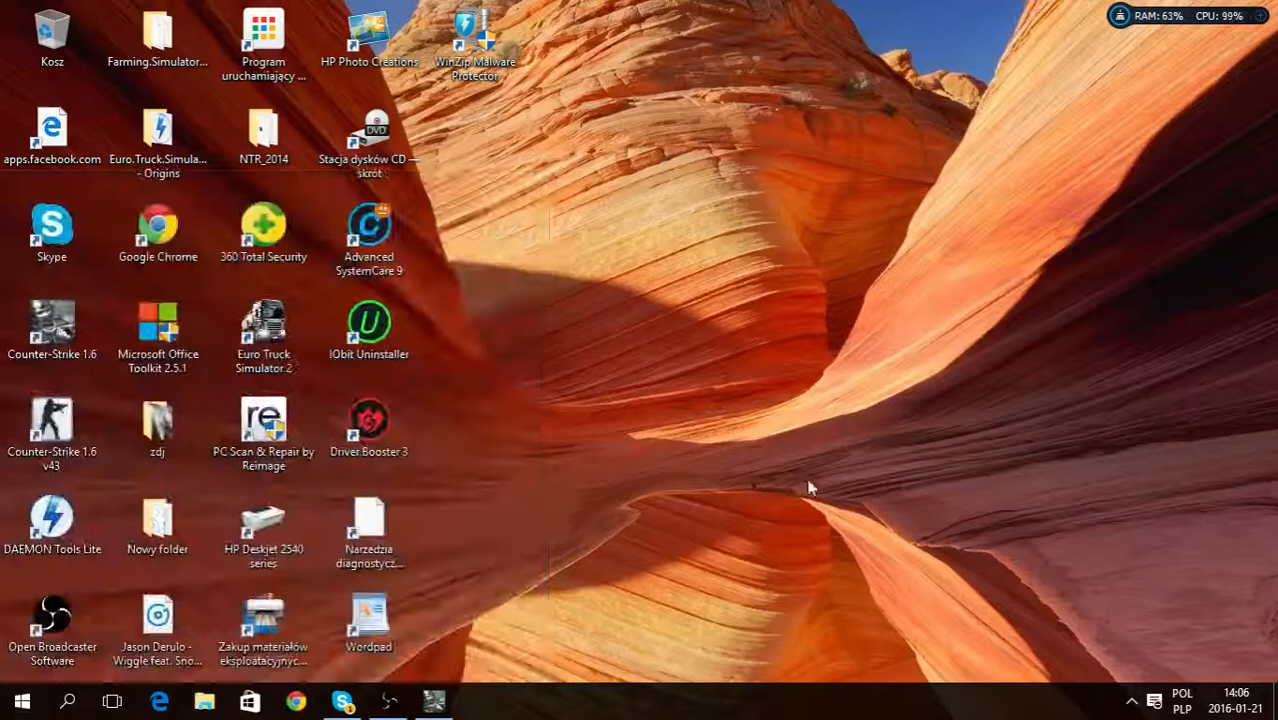 RAM: 63% CPU: 99%
Kosz
Farming.Simulator...
Program
uruchamiający ...
HP Photo Creations
WinZip Malware
Protector
apps.facebook.com
Euro.Truck.Simula...
- Origins
NTR_2014
DVD
Stacja dysków CD —
skrót
Skype
Google Chrome
360 Total Security
Advanced
SystemCare 9
Counter-Strike 1.6
Microsoft Office
Toolkit 2.5.1
Euro Truck
Simulator 2
IObit Uninstaller
Counter-Strike 1.6
v43
zdj
re
PC Scan & Repair by
Reimage
Driver Booster 3
DAEMON Tools Lite
Nowy folder
HP Deskjet 2540
series
Narzedzia
diagnostycz...
Open Broadcaster
Software
Jason Derulo -
Wiggle feat. Sno...
Zakup materiałów
eksploatacyjnyc...
Wordpad
POL
PLP
14:06
2016-01-21